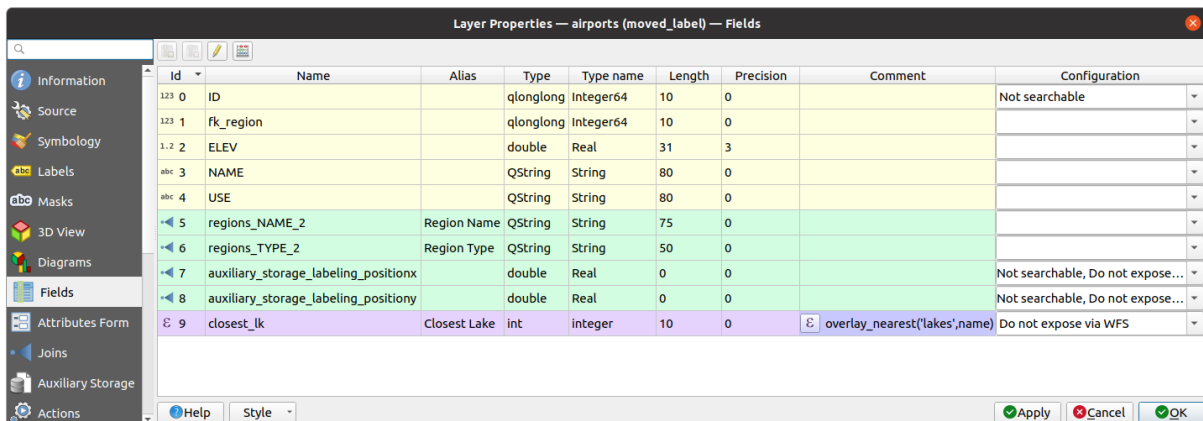 Layer Properties — airports (moved_label) — Fields
Information
Source
Symbology
abc Labels
abc Masks
3D View
Diagrams
Fields
Attributes Form
Joins
Auxiliary Storage
Actions
Id Name Alias Type Type name Length Precision Comment Configuration
123 0 ID qlonglong Integer64 10 0 Not searchable
123 1 fk_region qlonglong Integer64 10 0
1.2 2 ELEV double Real 31 3
abc 3 NAME QString String 80 0
abc 4 USE QString String 80 0
5 regions_NAME_2 Region Name QString String 75 0
6 regions_TYPE_2 Region Type QString String 50 0
7 auxiliary_storage_labeling_positionx double Real 0 0 Not searchable, Do not expose...
8 auxiliary_storage_labeling_positiony double Real 0 0 Not searchable, Do not expose...
ε 9 closest_lk Closest Lake int integer 10 0 ε overlay_nearest('lakes',name) Do not expose via WFS
Help Style Apply Cancel OK